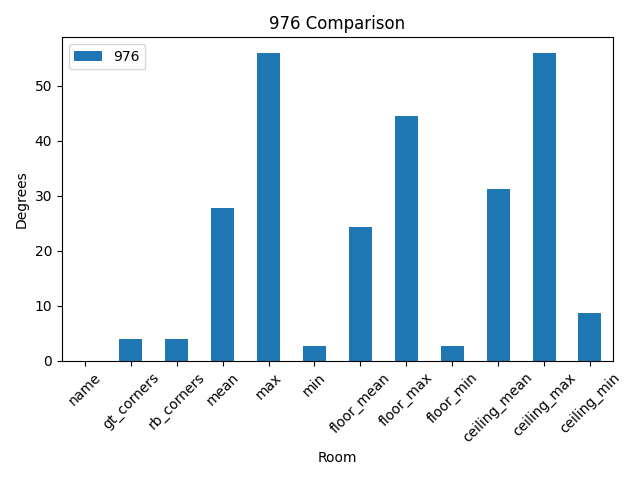 976 Comparison
976
Degrees
50
40
30
20
10
0
name
gt_corners
rb_corners
mean
max
min
floor_mean
floor_max
floor_min
ceiling_mean
ceiling_max
ceiling_min
Room